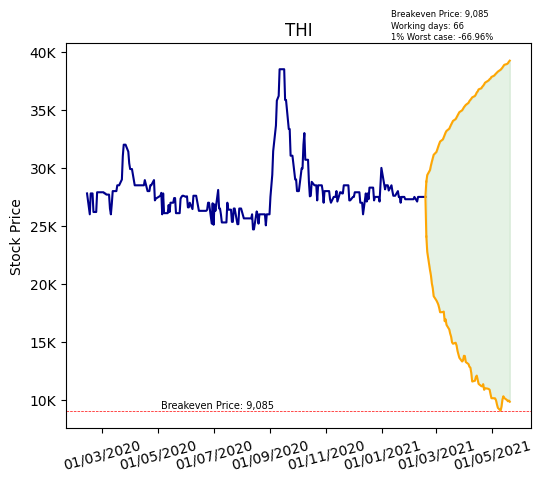 Breakeven Price: 9,085
Working days: 66
1% Worst case: -66.96%
THI
Stock Price
40K
35K
30K
25K
20K
15K
10K
Breakeven Price: 9,085
01/03/2020
01/05/2020
01/07/2020
01/09/2020
01/11/2020
01/01/2021
01/03/2021
01/05/2021